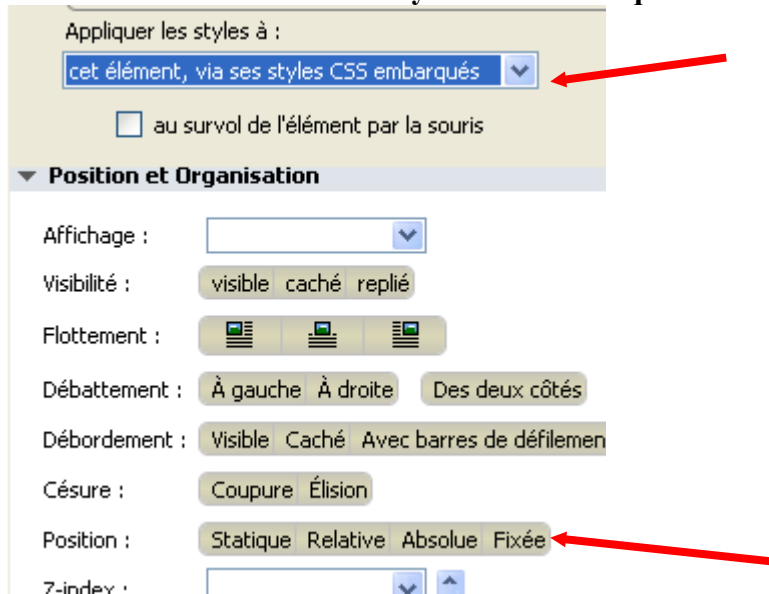 Appliquer les styles à :
cet élément, via ses styles CSS embarqués
au survol de l'élément par la souris
Position et Organisation
Affichage :
Visibilité : visible caché replié
Flottement :
Débattement : À gauche À droite Des deux côtés
Débordement : Visible Caché Avec barres de défilemen
Césure : Coupure Élision
Position : Statique Relative Absolue Fixée
Z-index :